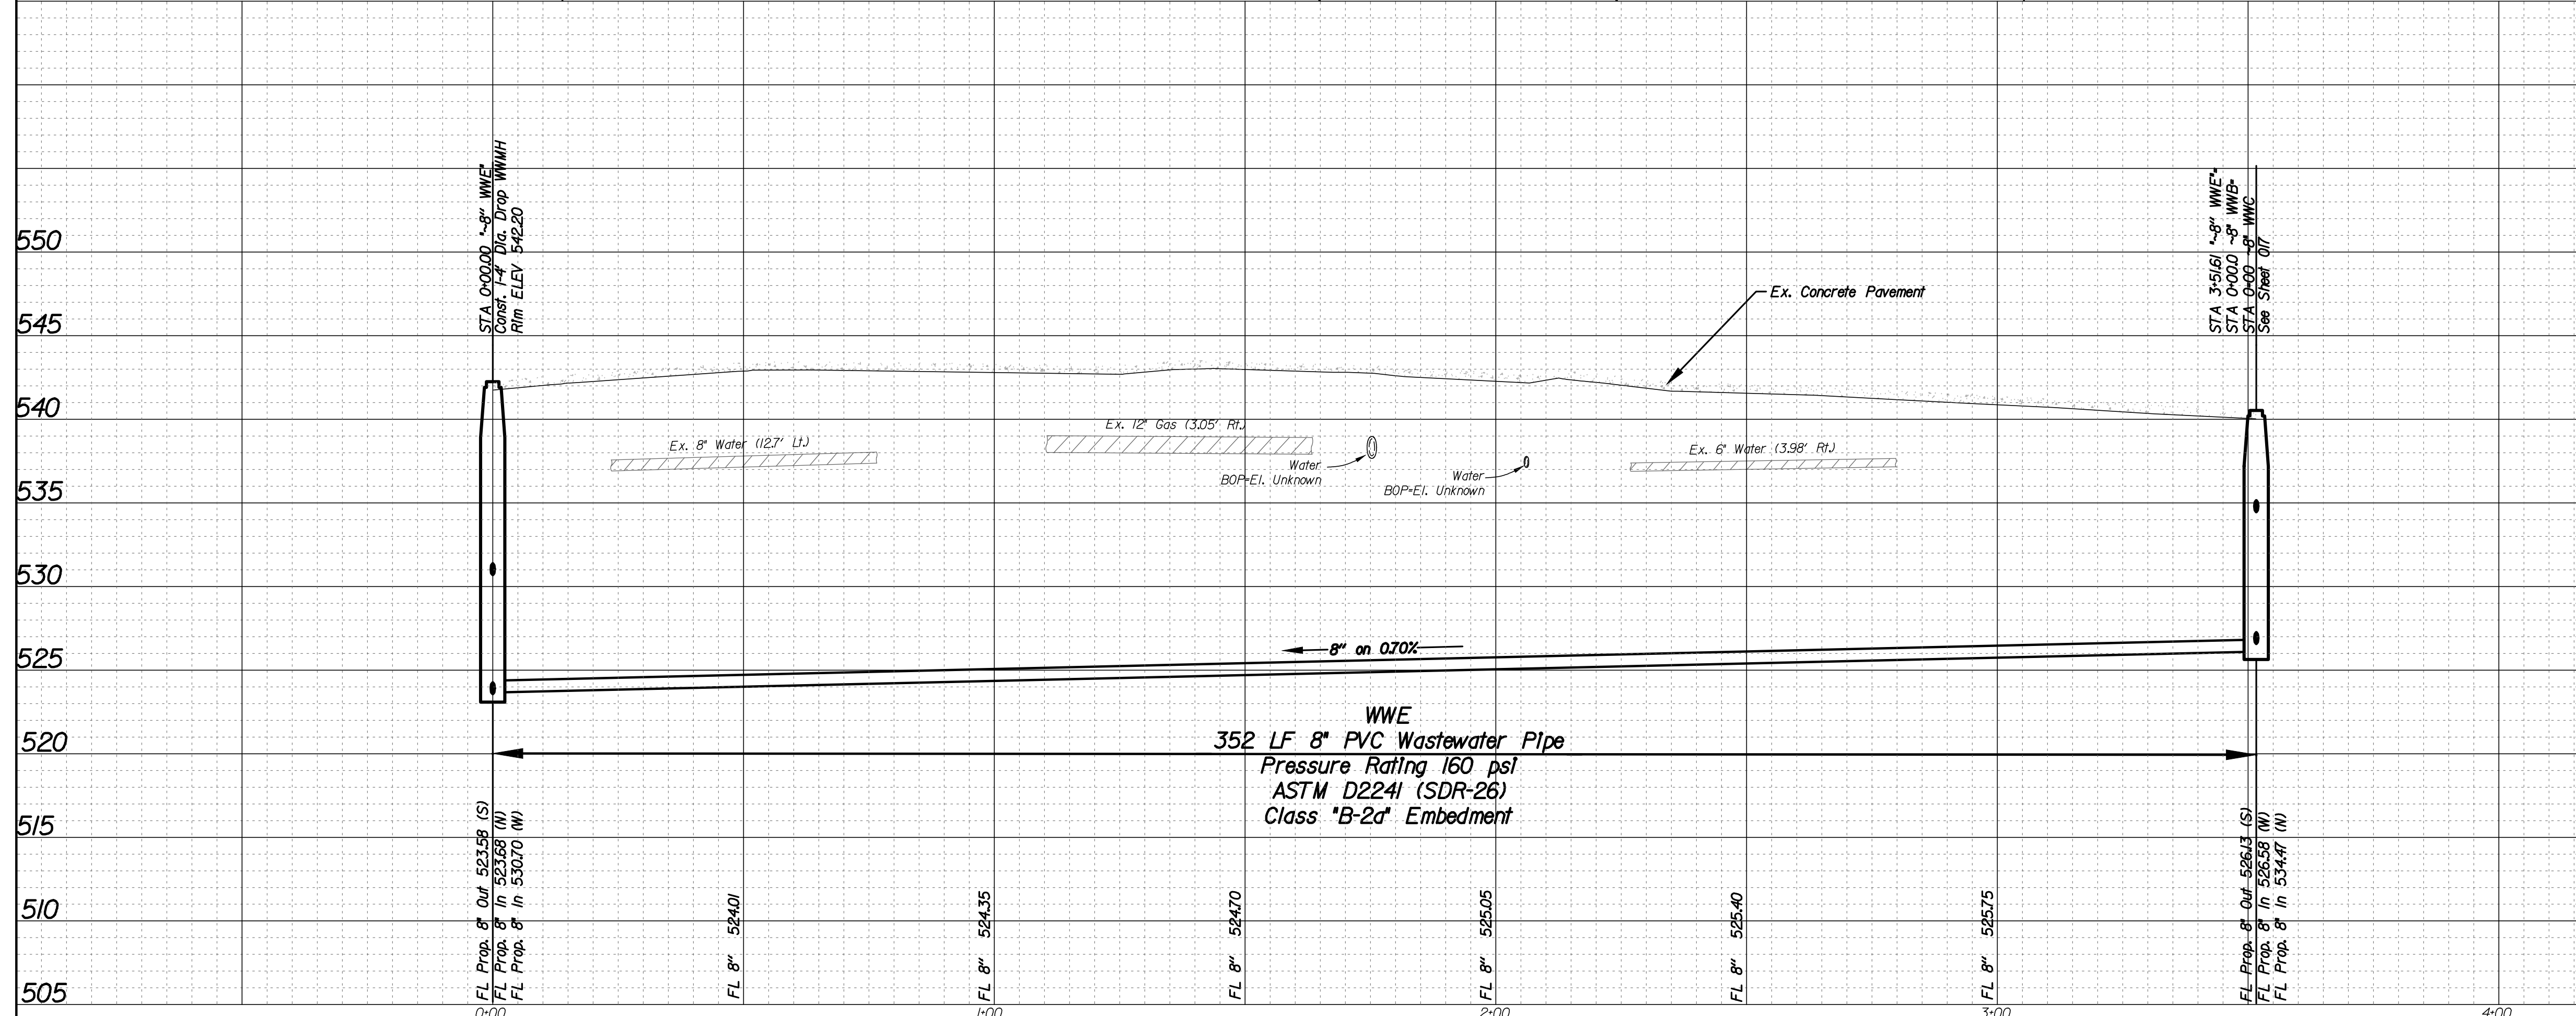 550
545
540
535
530
525
520
515
510
505
STA 0+00.00 "~8" WWE"
Const. 1-4' Dia. Drop WWMH
Rim ELEV 542.20
STA 3+51.61 "~8" WWE"=
STA 0+00.0 ~8" WWB=
STA 0+00 ~8" WWC
See Sheet 017
Ex. Concrete Pavement
Ex. 8" Water (12.7' Lt.)
Ex. 12" Gas (3.05' Rt.)
Water
BOP=El. Unknown
Water
BOP=El. Unknown
Ex. 6" Water (3.98' Rt.)
8" on 0.70%
WWE
352 LF 8" PVC Wastewater Pipe
Pressure Rating 160 psi
ASTM D2241 (SDR-26)
Class "B-2a" Embedment
FL Prop. 8" Out 523.58 (S)
FL Prop. 8" In 523.68 (N)
FL Prop. 8" In 530.70 (W)
FL 8" 524.01
FL 8" 524.35
FL 8" 524.70
FL 8" 525.05
FL 8" 525.40
FL 8" 525.75
FL Prop. 8" Out 526.13 (S)
FL Prop. 8" In 526.58 (W)
FL Prop. 8" In 534.47 (N)
0+00
1+00
2+00
3+00
4+00